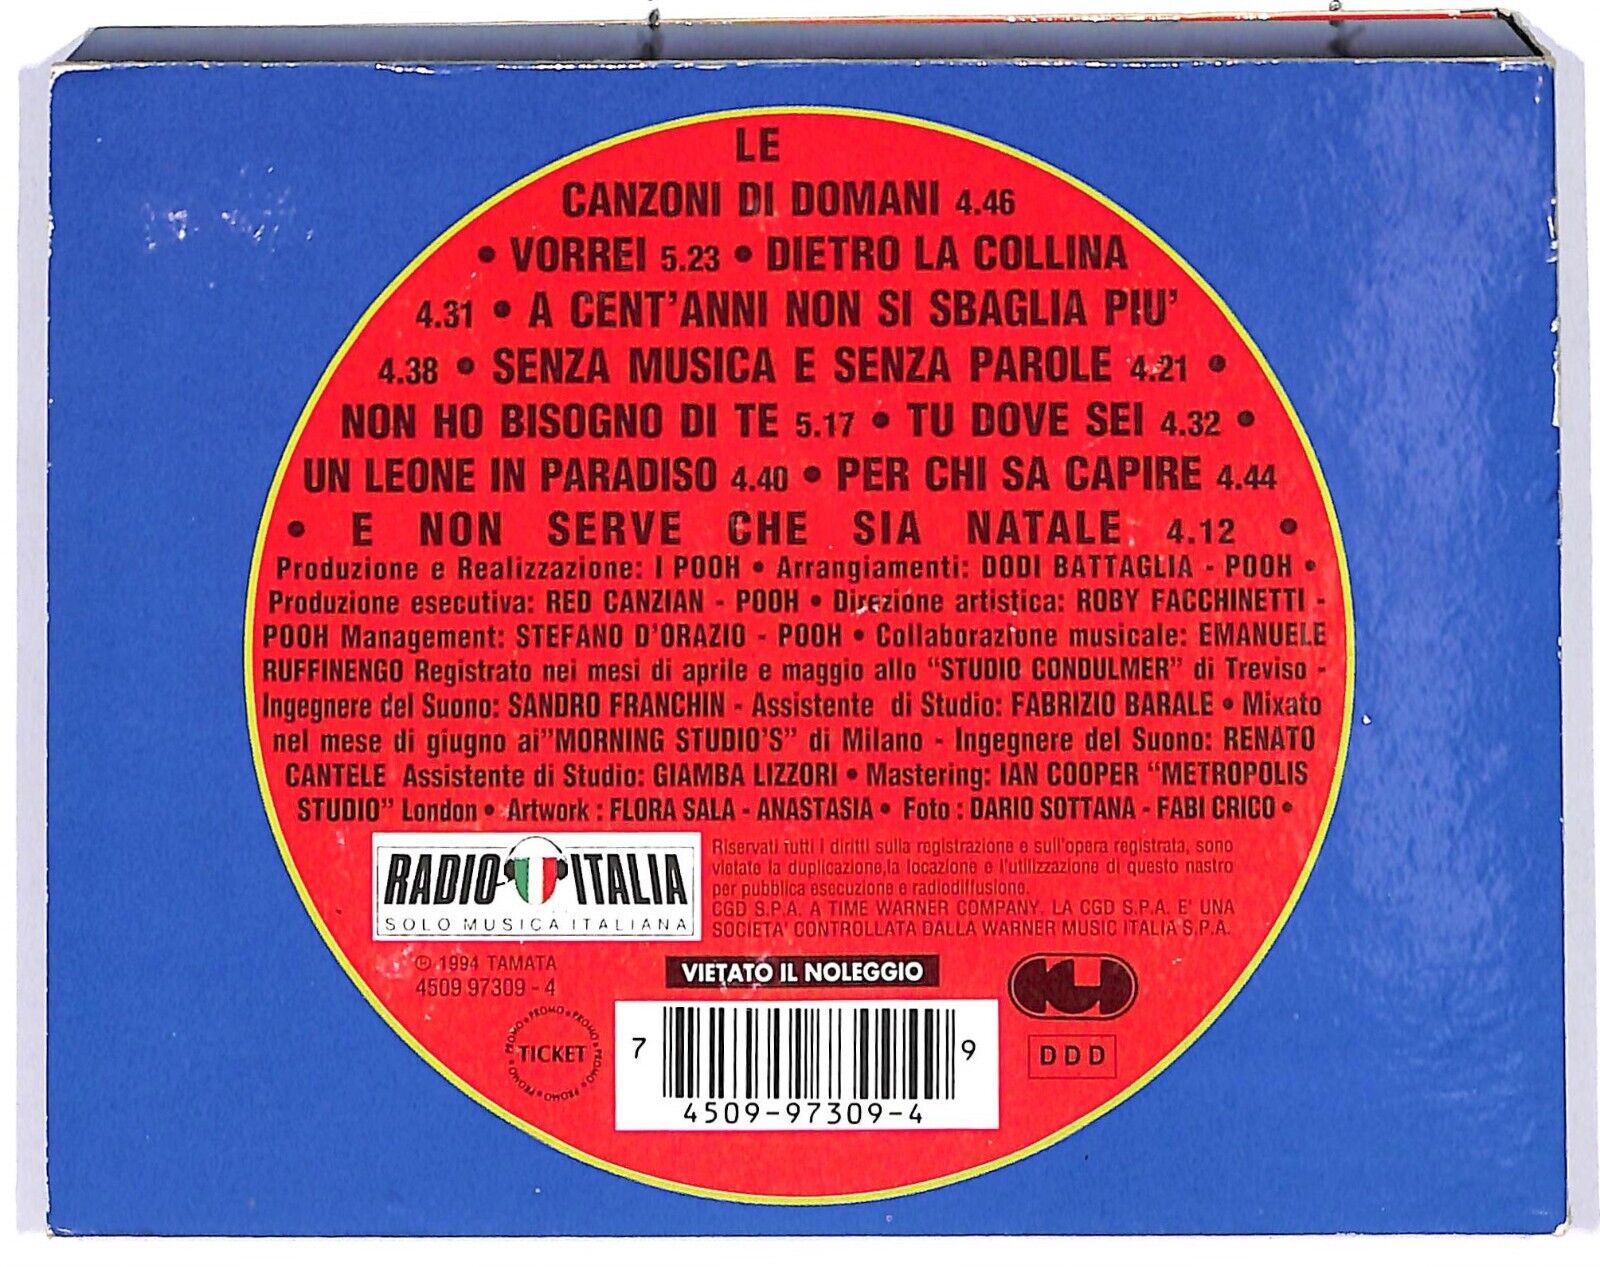 LE
CANZONI DI DOMANI 4.46
• VORREI 5.23 • DIETRO LA COLLINA
4.31 • A CENT'ANNI NON SI SBAGLIA PIU'
4.38 • SENZA MUSICA E SENZA PAROLE 4.21 •
NON HO BISOGNO DI TE 5.17 • TU DOVE SEI 4.32 •
UN LEONE IN PARADISO 4.40 • PER CHI SA CAPIRE 4.44
• E NON SERVE CHE SIA NATALE 4.12 •
Produzione e Realizzazione: I POOH • Arrangiamenti: DODI BATTAGLIA - POOH •
Produzione esecutiva: RED CANZIAN - POOH • Direzione artistica: ROBY FACCHINETTI -
POOH Management: STEFANO D'ORAZIO - POOH • Collaborazione musicale: EMANUELE
RUFFINENGO Registrato nei mesi di aprile e maggio allo "STUDIO CONDULMER" di Treviso -
Ingegnere del Suono: SANDRO FRANCHIN - Assistente di Studio: FABRIZIO BARALE • Mixato
nel mese di giugno ai"MORNING STUDIO'S" di Milano - Ingegnere del Suono: RENATO
CANTELE Assistente di Studio: GIAMBA LIZZORI • Mastering: IAN COOPER "METROPOLIS
STUDIO" London • Artwork : FLORA SALA - ANASTASIA • Foto : DARIO SOTTANA - FABI CRICO •
RADIO ITALIA
SOLO MUSICA ITALIANA
Riservati tutti i diritti sulla registrazione e sull'opera registrata, sono
vietate la duplicazione,la locazione e l'utilizzazione di questo nastro
per pubblica esecuzione e radiodiffusione.
CGD S.P.A. A TIME WARNER COMPANY. LA CGD S.P.A. E' UNA
SOCIETA' CONTROLLATA DALLA WARNER MUSIC ITALIA S.P.A.
℗ 1994 TAMATA
4509 97309 - 4
VIETATO IL NOLEGGIO
PROMO • PROMO • PROMO • PROMO • PROMO • PROMO •
TICKET
7 9
4509-97309-4
DDD